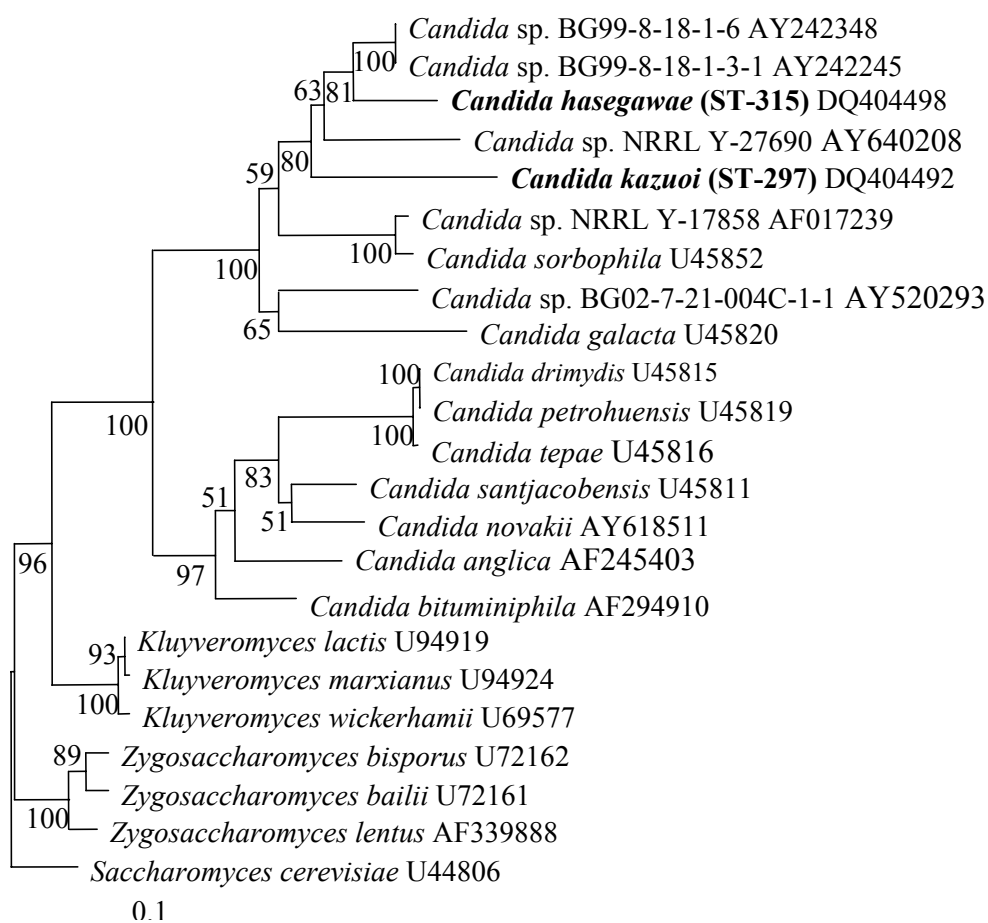 Candida sp. BG99-8-18-1-6 AY242348
100
Candida sp. BG99-8-18-1-3-1 AY242245
63
81
Candida hasegawae (ST-315) DQ404498
Candida sp. NRRL Y-27690 AY640208
80
59
Candida kazuoi (ST-297) DQ404492
Candida sp. NRRL Y-17858 AF017239
100
Candida sorbophila U45852
100
Candida sp. BG02-7-21-004C-1-1 AY520293
65
Candida galacta U45820
100
Candida drimydis U45815
Candida petrohuensis U45819
100
100
Candida tepae U45816
83
Candida santjacobensis U45811
51
51
Candida novakii AY618511
96
Candida anglica AF245403
97
Candida bituminiphila AF294910
Kluyveromyces lactis U94919
93
Kluyveromyces marxianus U94924
100
Kluyveromyces wickerhamii U69577
89
Zygosaccharomyces bisporus U72162
Zygosaccharomyces bailii U72161
100
Zygosaccharomyces lentus AF339888
Saccharomyces cerevisiae U44806
0.1